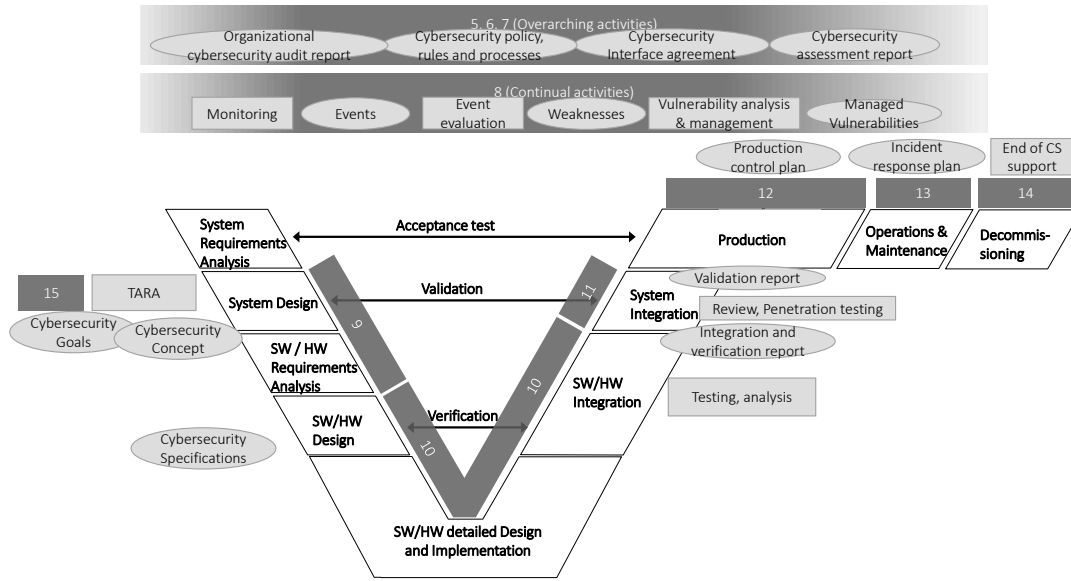 5, 6, 7 (Overarching activities)
Organizational
cybersecurity audit report
Cybersecurity policy,
rules and processes
Cybersecurity
Interface agreement
Cybersecurity
assessment report
8 (Continual activities)
Monitoring
Events
Event
evaluation
Weaknesses
Vulnerability analysis
& management
Managed
Vulnerabilities
Production
control plan
Incident
response plan
End of CS
support
12
13
14
System
Requirements
Analysis
Acceptance test
Production
Operations &
Maintenance
Decommis-
sioning
15
TARA
Cybersecurity
Goals
Cybersecurity
Concept
System Design
9
Validation
11
System
Integration
Validation report
Review, Penetration testing
Integration and
verification report
SW / HW
Requirements
Analysis
10
SW/HW
Integration
Testing, analysis
Cybersecurity
Specifications
SW/HW
Design
10
Verification
SW/HW detailed Design
and Implementation